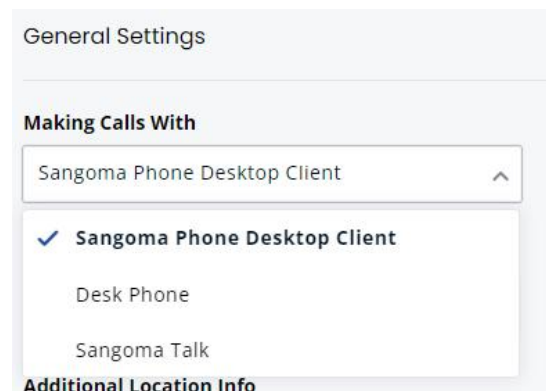 General Settings
Making Calls With
Sangoma Phone Desktop Client
Sangoma Phone Desktop Client
Desk Phone
Sangoma Talk
Additional Location Info